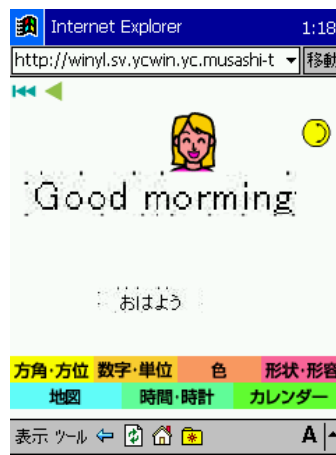 Internet Explorer 1:18
http://winyl.sv.ycwin.yc.musashi-t 移動
Good morming
おはよう
方角・方位 数字・単位 色 形状・形容
地図 時間・時計 カレンダー
表示 ツール A